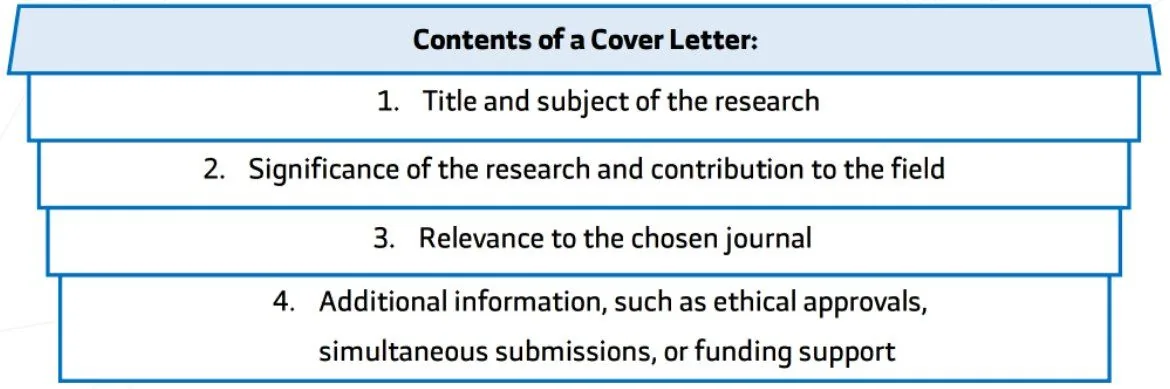 Contents of a Cover Letter:
1. Title and subject of the research
2. Significance of the research and contribution to the field
3. Relevance to the chosen journal
4. Additional information, such as ethical approvals,
simultaneous submissions, or funding support